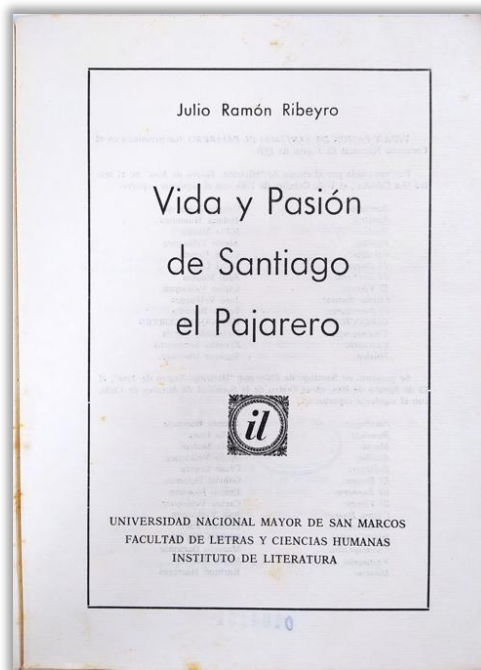 Julio Ramón Ribeyro
Vida y Pasión
de Santiago
el Pajarero
il
UNIVERSIDAD NACIONAL MAYOR DE SAN MARCOS
FACULTAD DE LETRAS Y CIENCIAS HUMANAS
INSTITUTO DE LITERATURA